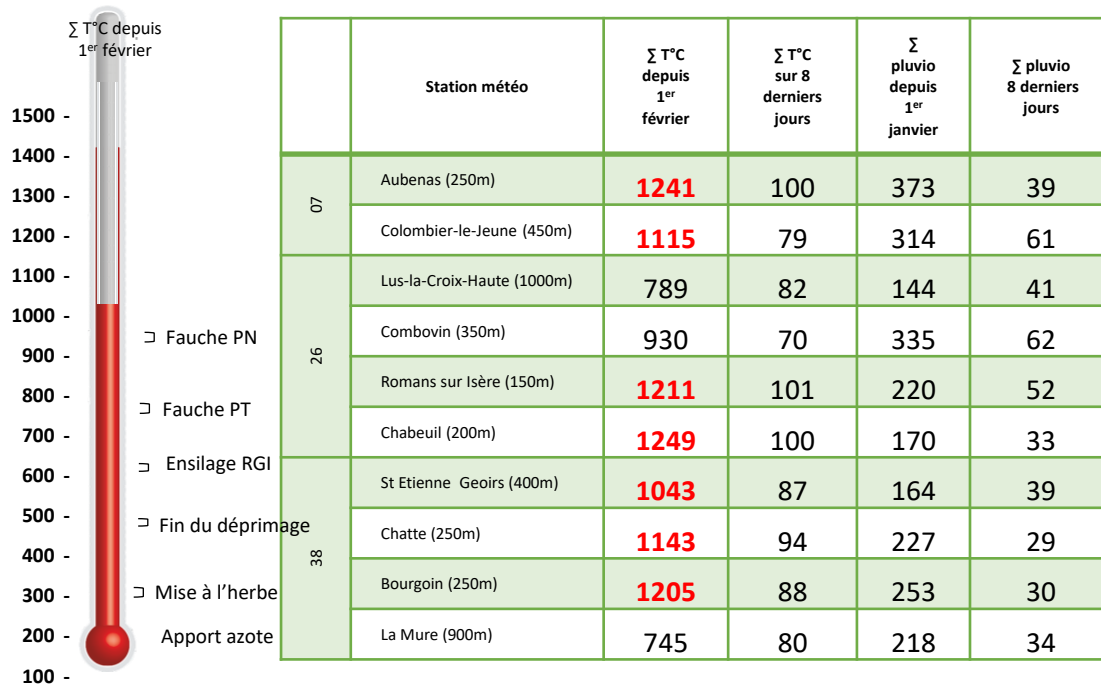 ∑ T°C depuis
1er février
1500 -
1400 -
1300 -
1200 -
1100 -
1000 -
900 -
800 -
700 -
600 -
500 -
400 -
300 -
200 -
100 -
Fauche PN
Fauche PT
Ensilage RGI
Fin du déprimage
Mise à l’herbe
Apport azote
Station météo
∑ T°C
depuis
1er
février
∑ T°C
sur 8
derniers
jours
∑
pluvio
depuis
1er
janvier
∑ pluvio
8 derniers
jours
07
Aubenas (250m) 1241 100 373 39
Colombier-le-Jeune (450m) 1115 79 314 61
26
Lus-la-Croix-Haute (1000m) 789 82 144 41
Combovin (350m) 930 70 335 62
Romans sur Isère (150m) 1211 101 220 52
Chabeuil (200m) 1249 100 170 33
38
St Etienne Geoirs (400m) 1043 87 164 39
Chatte (250m) 1143 94 227 29
Bourgoin (250m) 1205 88 253 30
La Mure (900m) 745 80 218 34